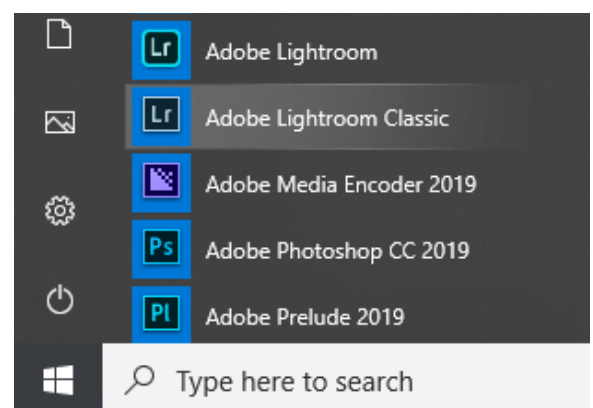 Lr Adobe Lightroom
Lr Adobe Lightroom Classic
Adobe Media Encoder 2019
Ps Adobe Photoshop CC 2019
Pl Adobe Prelude 2019
Type here to search